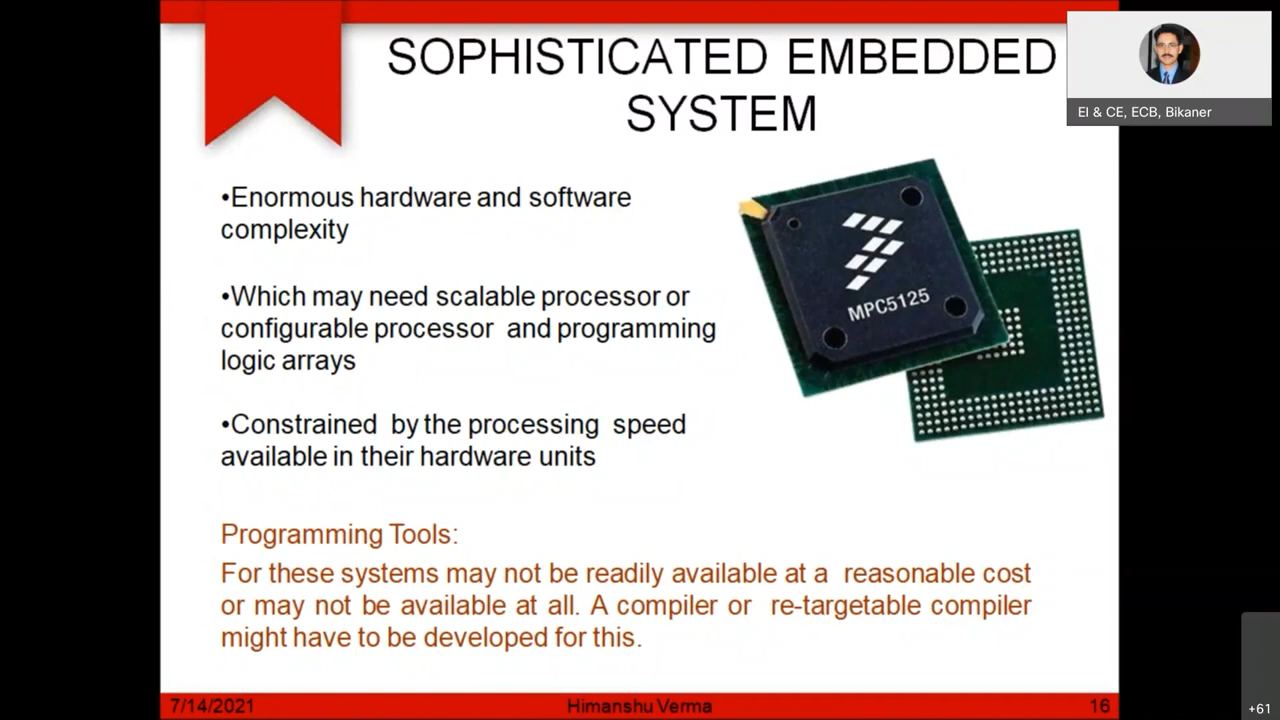 SOPHISTICATED EMBEDDED
SYSTEM
EI & CE, ECB, Bikaner
•Enormous hardware and software
complexity
•Which may need scalable processor or
configurable processor and programming
logic arrays
•Constrained by the processing speed
available in their hardware units
MPC5125
Programming Tools:
For these systems may not be readily available at a reasonable cost
or may not be available at all. A compiler or re-targetable compiler
might have to be developed for this.
7/14/2021
Himanshu Verma
16
+61